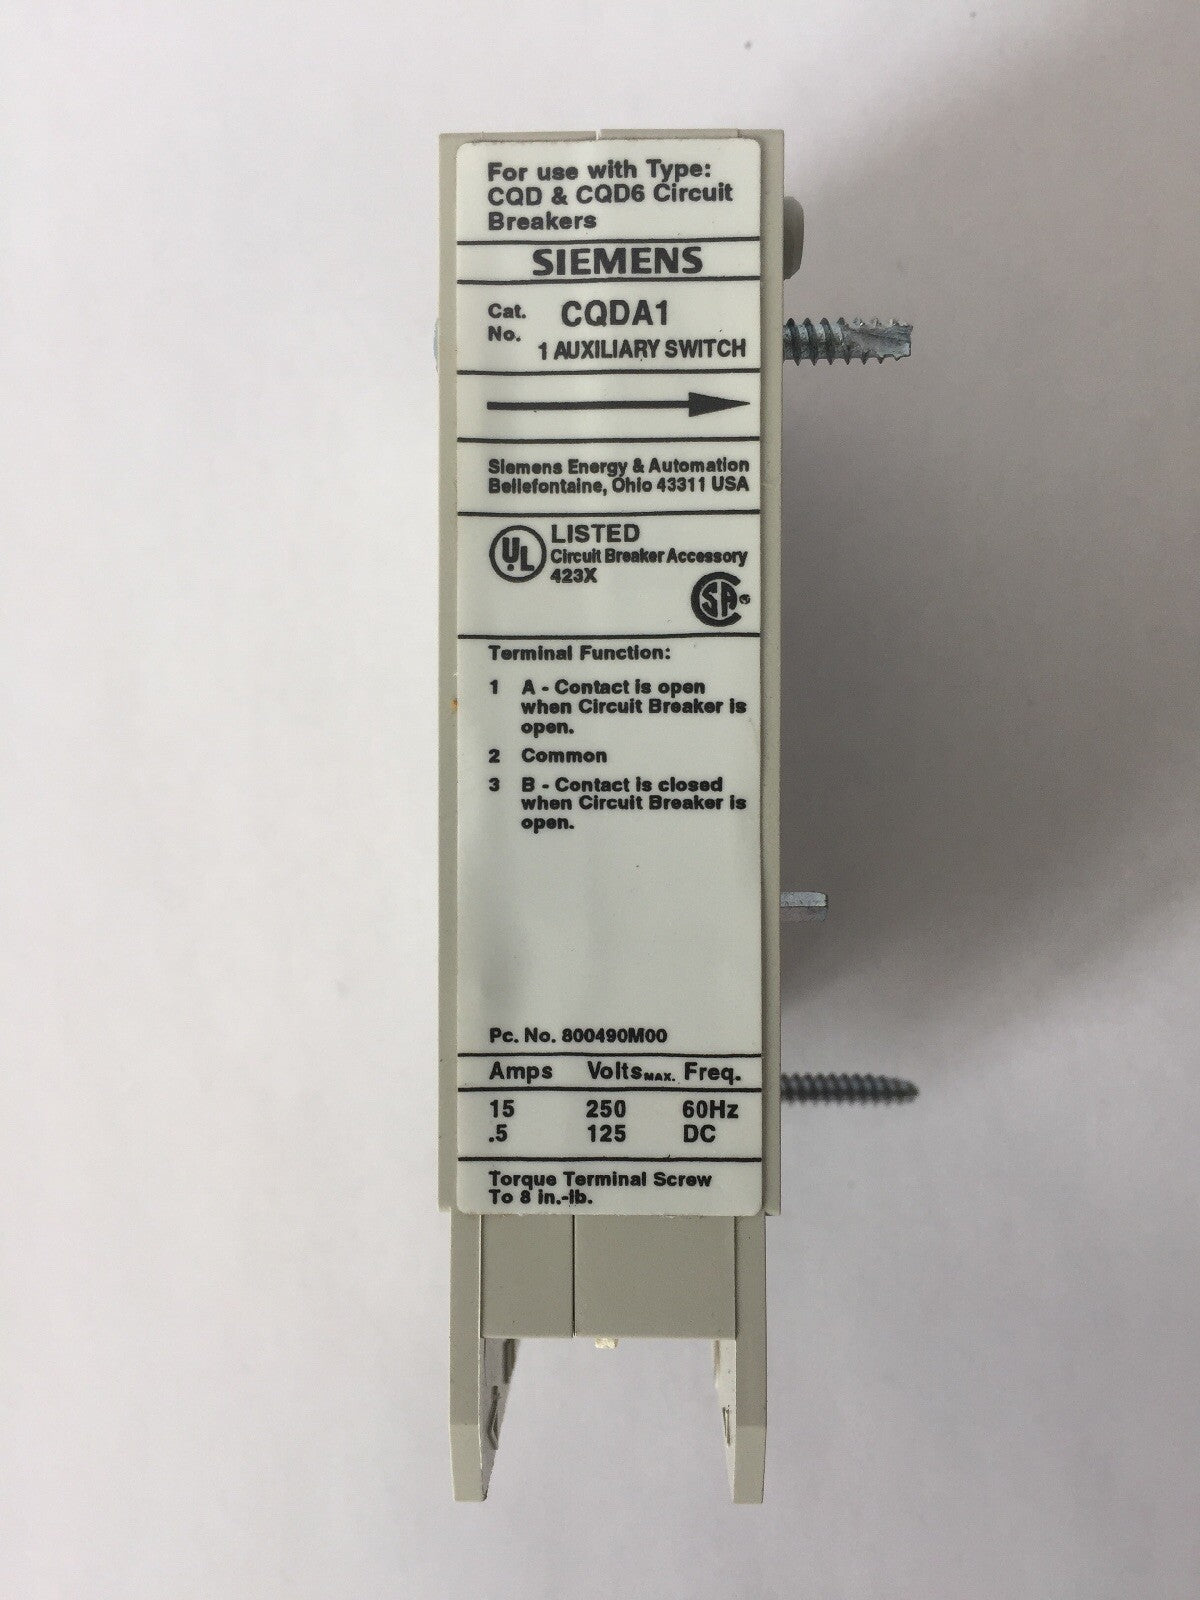 For use with Type:
CQD & CQD6 Circuit
Breakers
SIEMENS
Cat. No. CQDA1
1 AUXILIARY SWITCH
Siemens Energy & Automation
Bellefontaine, Ohio 43311 USA
UL LISTED
Circuit Breaker Accessory
423X
CSA
Terminal Function:
1 A - Contact is open
when Circuit Breaker is
open.
2 Common
3 B - Contact is closed
when Circuit Breaker is
open.
Pc. No. 800490M00
Amps Volts MAX. Freq.
15 250 60Hz
.5 125 DC
Torque Terminal Screw
To 8 in.-lb.